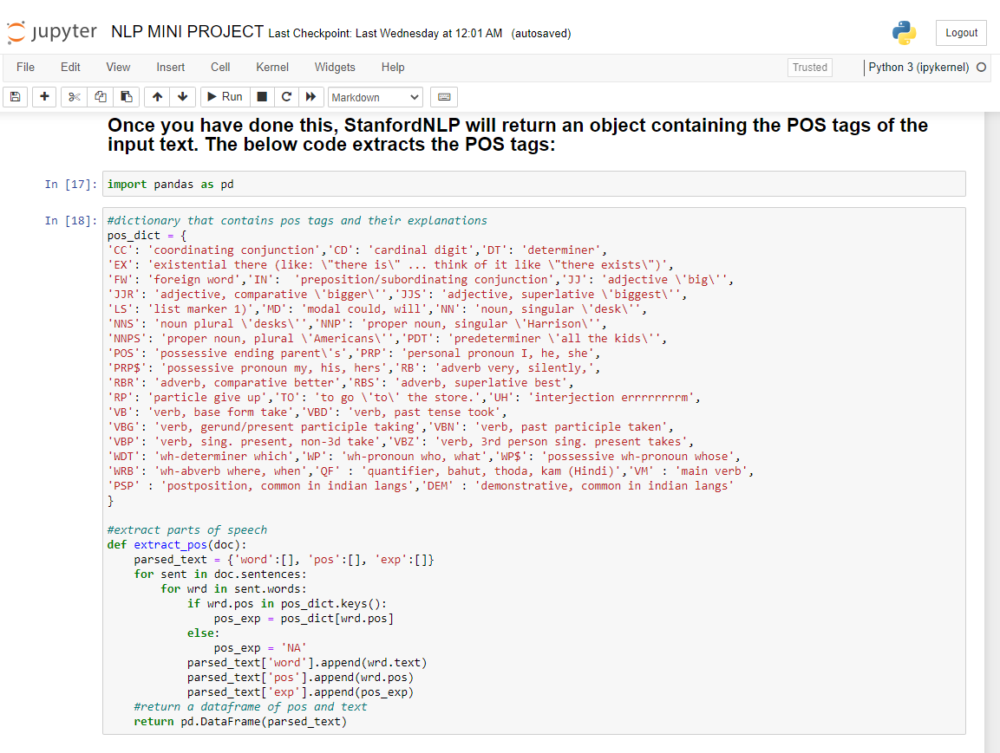 jupyter NLP MINI PROJECT Last Checkpoint: Last Wednesday at 12:01 AM (autosaved)
Logout
File Edit View Insert Cell Kernel Widgets Help
Trusted
Python 3 (ipykernel)
Run
Markdown
Once you have done this, StanfordNLP will return an object containing the POS tags of the
input text. The below code extracts the POS tags:
In [17]: import pandas as pd
In [18]: #dictionary that contains pos tags and their explanations
pos_dict = {
'CC': 'coordinating conjunction','CD': 'cardinal digit','DT': 'determiner',
'EX': 'existential there (like: \"there is\" ... think of it like \"there exists\")',
'FW': 'foreign word','IN':  'preposition/subordinating conjunction','JJ': 'adjective \'big\'',
'JJR': 'adjective, comparative \'bigger\'','JJS': 'adjective, superlative \'biggest\'',
'LS': 'list marker 1)','MD': 'modal could, will','NN': 'noun, singular \'desk\'',
'NNS': 'noun plural \'desks\'','NNP': 'proper noun, singular \'Harrison\'',
'NNPS': 'proper noun, plural \'Americans\'','PDT': 'predeterminer \'all the kids\'',
'POS': 'possessive ending parent\'s','PRP': 'personal pronoun I, he, she',
'PRP$': 'possessive pronoun my, his, hers','RB': 'adverb very, silently,',
'RBR': 'adverb, comparative better','RBS': 'adverb, superlative best',
'RP': 'particle give up','TO': 'to go \'to\' the store.','UH': 'interjection errrrrrrrm',
'VB': 'verb, base form take','VBD': 'verb, past tense took',
'VBG': 'verb, gerund/present participle taking','VBN': 'verb, past participle taken',
'VBP': 'verb, sing. present, non-3d take','VBZ': 'verb, 3rd person sing. present takes',
'WDT': 'wh-determiner which','WP': 'wh-pronoun who, what','WP$': 'possessive wh-pronoun whose',
'WRB': 'wh-abverb where, when','QF' : 'quantifier, bahut, thoda, kam (Hindi)','VM' : 'main verb',
'PSP' : 'postposition, common in indian langs','DEM' : 'demonstrative, common in indian langs'
}
#extract parts of speech
def extract_pos(doc):
    parsed_text = {'word':[], 'pos':[], 'exp':[]}
    for sent in doc.sentences:
        for wrd in sent.words:
            if wrd.pos in pos_dict.keys():
                pos_exp = pos_dict[wrd.pos]
            else:
                pos_exp = 'NA'
            parsed_text['word'].append(wrd.text)
            parsed_text['pos'].append(wrd.pos)
            parsed_text['exp'].append(pos_exp)
    #return a dataframe of pos and text
    return pd.DataFrame(parsed_text)